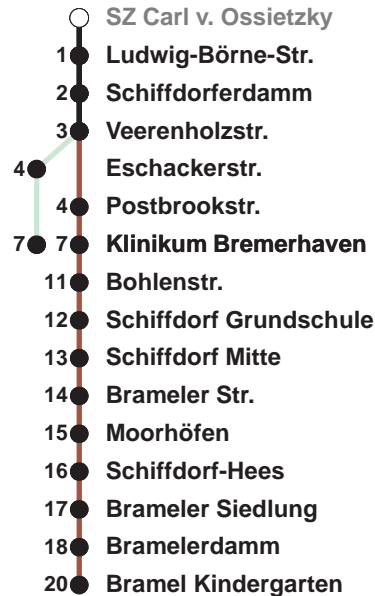 SZ Carl v. Ossietzky
1 Ludwig-Börne-Str.
2 Schiffdorferdamm
3 Veerenholzstr.
4 Eschackerstr.
4 Postbrookstr.
7 7 Klinikum Bremerhaven
11 Bohlenstr.
12 Schiffdorf Grundschule
13 Schiffdorf Mitte
14 Brameler Str.
15 Moorhöfen
16 Schiffdorf-Hees
17 Brameler Siedlung
18 Bramelerdamm
20 Bramel Kindergarten